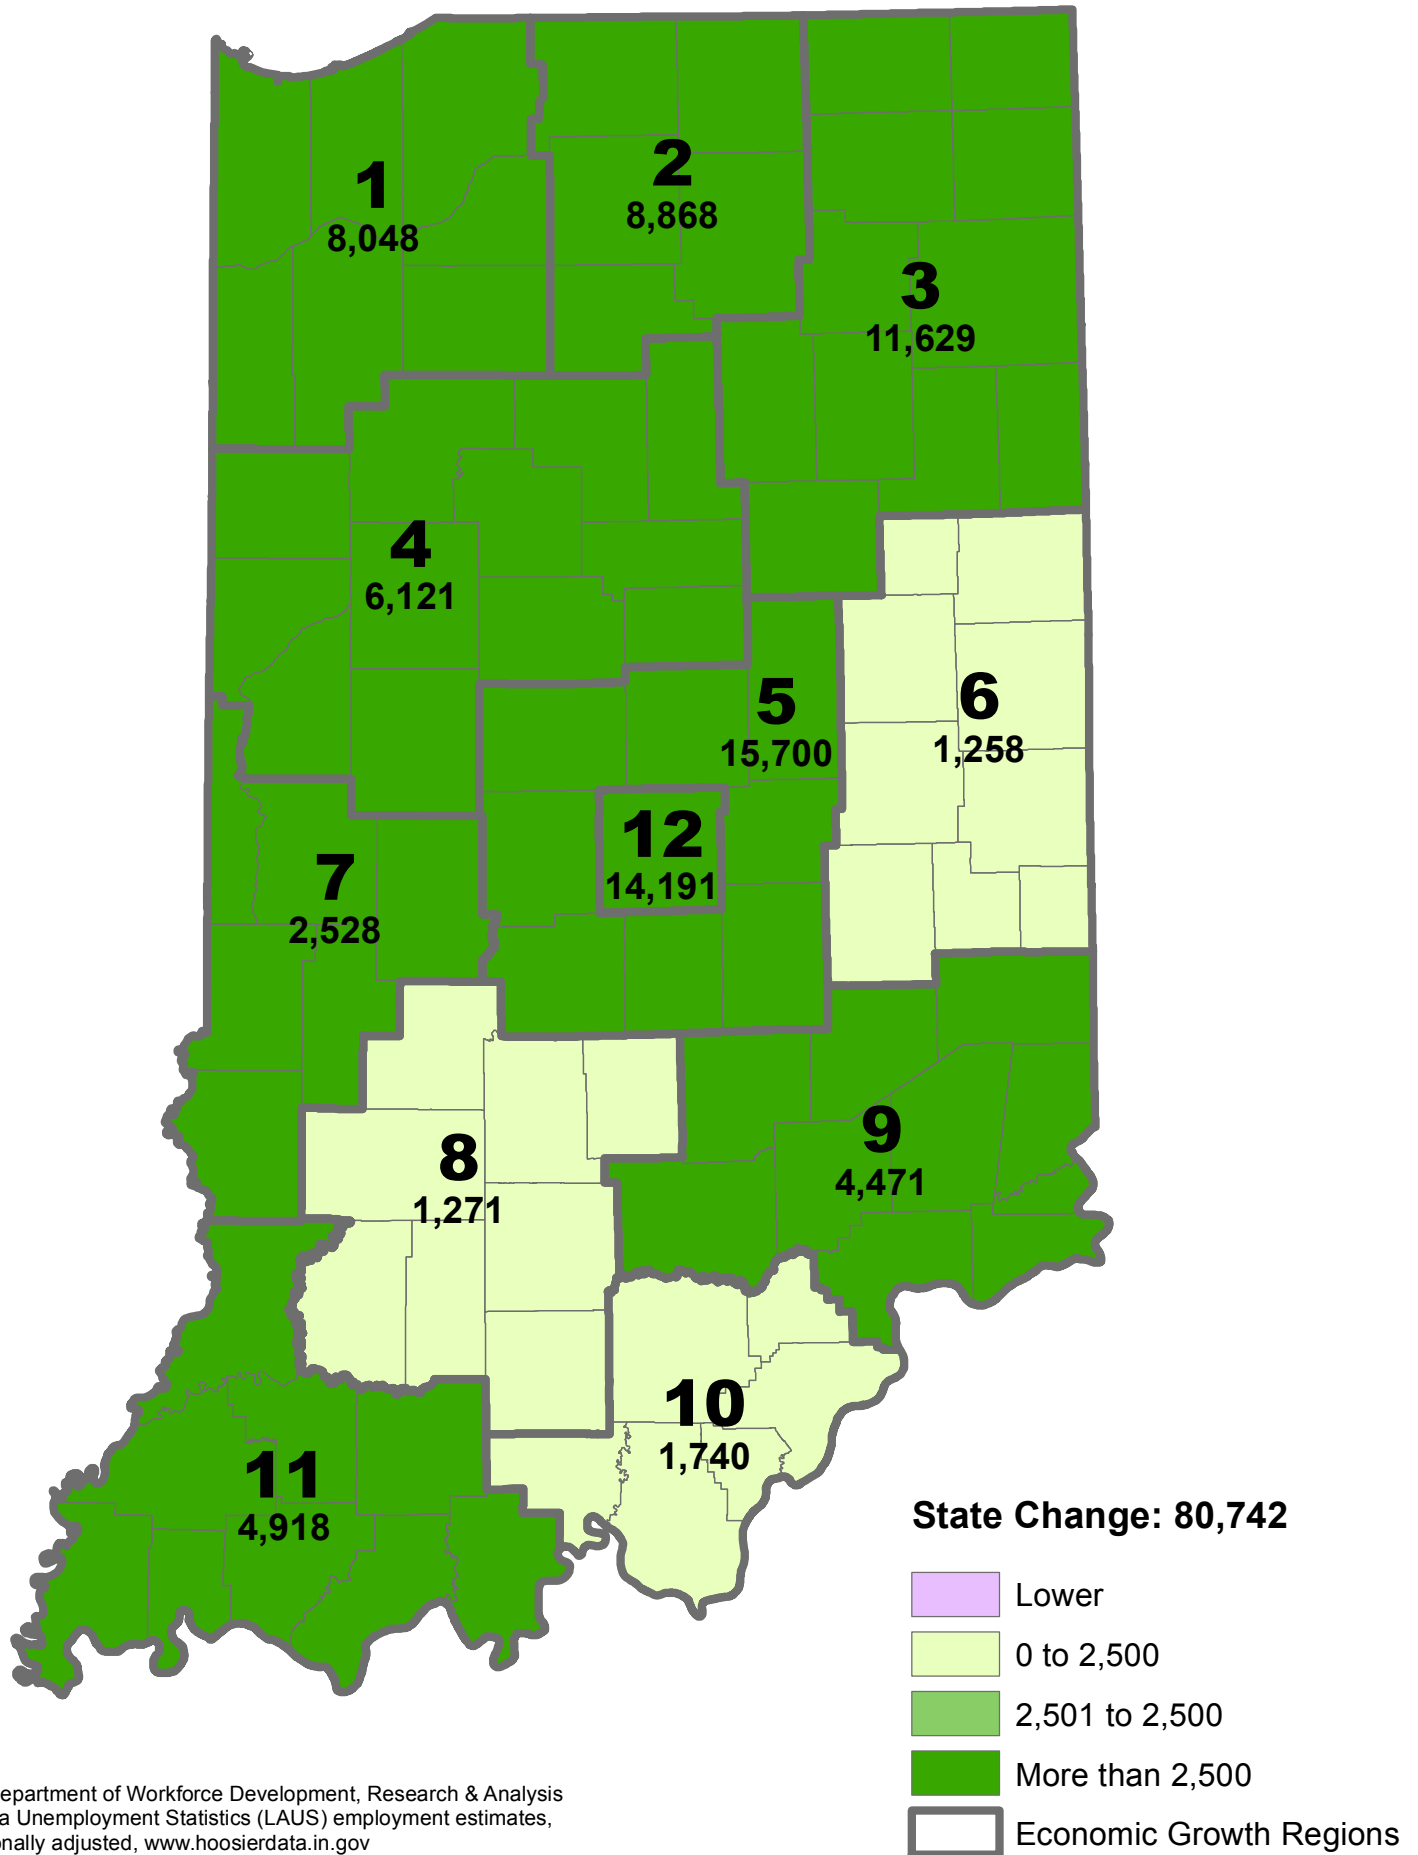 1
8,048
2
8,868
3
11,629
4
6,121
5
15,700
6
1,258
12
14,191
7
2,528
8
1,271
9
4,471
10
1,740
11
4,918
State Change: 80,742
Lower
0 to 2,500
2,501 to 2,500
More than 2,500
Economic Growth Regions
epartment of Workforce Development, Research & Analysis
a Unemployment Statistics (LAUS) employment estimates,
onally adjusted, www.hoosierdata.in.gov